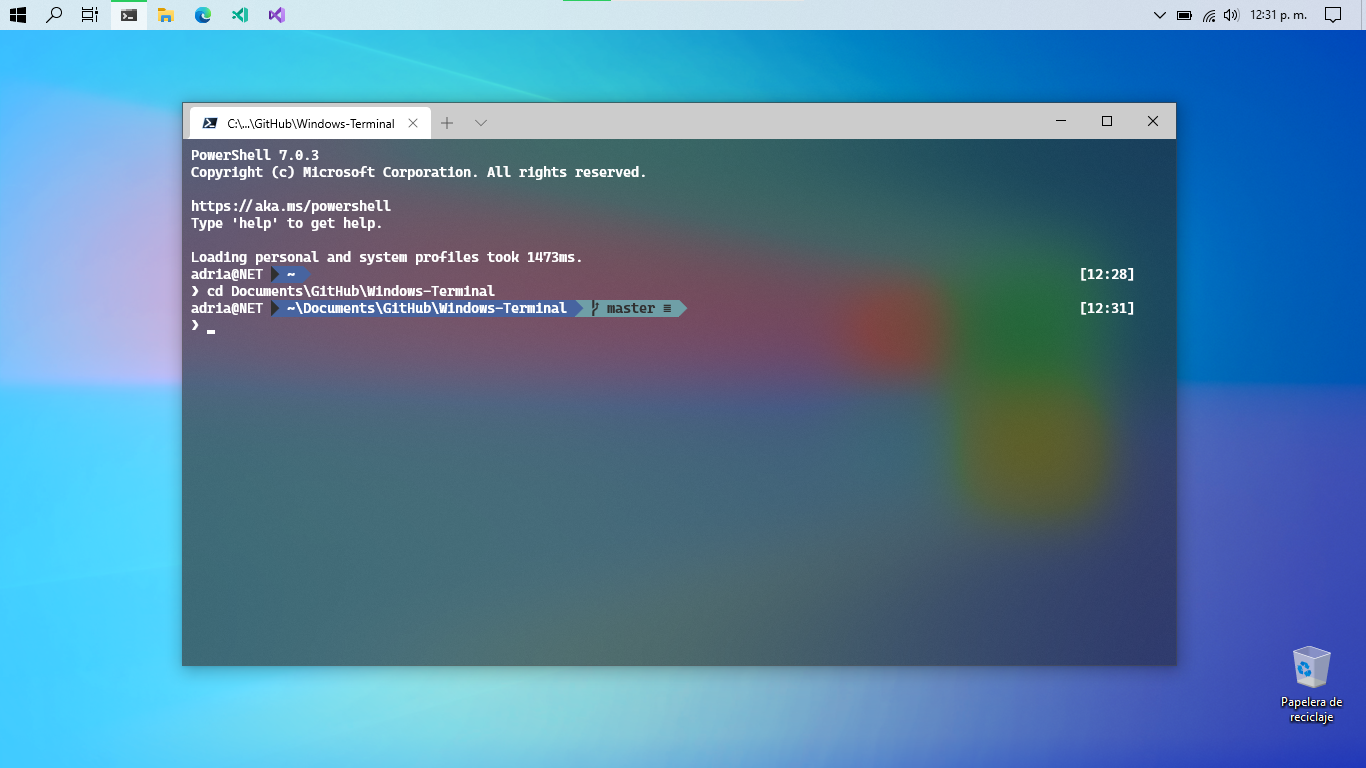 12:31 p. m.
C:\...\GitHub\Windows-Terminal
PowerShell 7.0.3
Copyright (c) Microsoft Corporation. All rights reserved.
https://aka.ms/powershell
Type 'help' to get help.
Loading personal and system profiles took 1473ms.
adria@NET ~ [12:28]
❯ cd Documents\GitHub\Windows-Terminal
adria@NET ~\Documents\GitHub\Windows-Terminal master ≡ [12:31]
❯ _
Papelera de
reciclaje